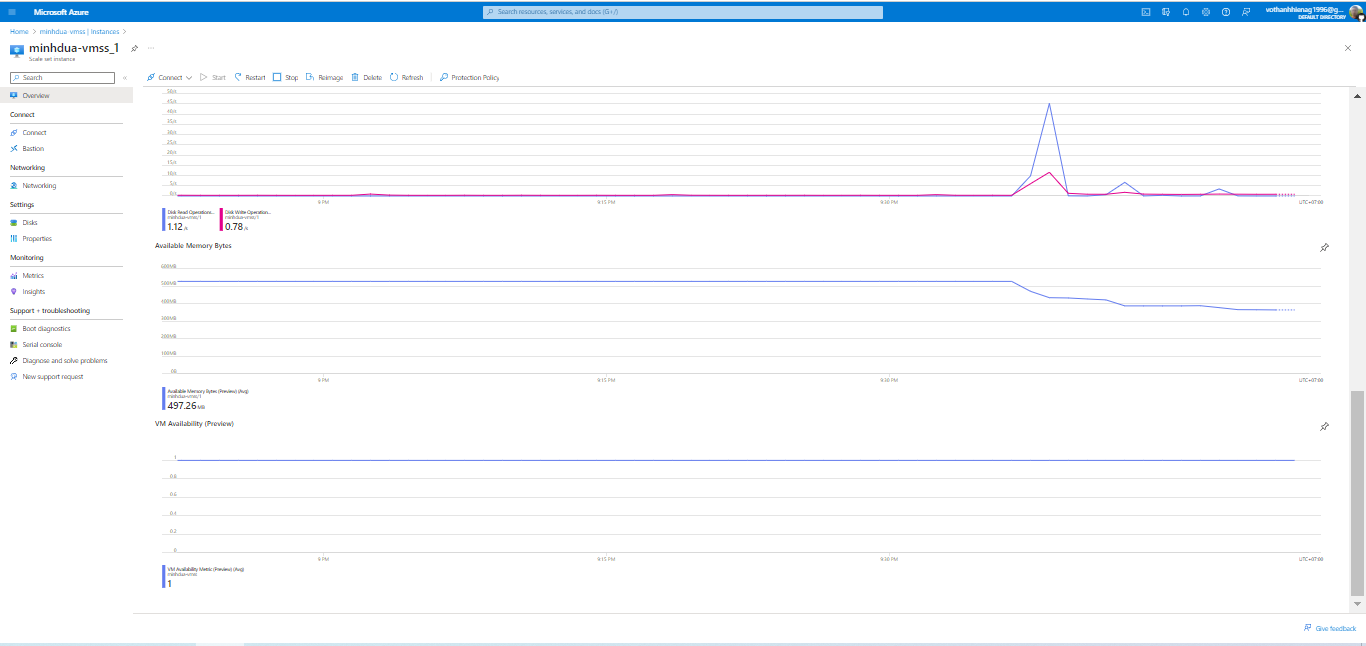 Microsoft Azure
Search resources, services, and docs (G+/)
vothanhhienag1996@g...
DEFAULT DIRECTORY
Home > minhdua-vmss | Instances >
minhdua-vmss_1
Scale set instance
Search
Overview
Connect
Connect
Bastion
Networking
Networking
Settings
Disks
Properties
Monitoring
Metrics
Insights
Support + troubleshooting
Boot diagnostics
Serial console
Diagnose and solve problems
New support request
Connect Start Restart Stop Reimage Delete Refresh Protection Policy
50/s
45/s
40/s
35/s
30/s
25/s
20/s
15/s
10/s
5/s
0/s
9 PM 9:15 PM 9:30 PM UTC+07:00
Disk Read Operations... Disk Write Operation...
minhdua-vmss/1 minhdua-vmss/1
1.12 /s 0.78 /s
Available Memory Bytes
600MB
500MB
400MB
300MB
200MB
100MB
0B
9 PM 9:15 PM 9:30 PM UTC+07:00
Available Memory Bytes (Preview) (Avg)
minhdua-vmss/1
497.26 MB
VM Availability (Preview)
1
0.8
0.6
0.4
0.2
0
9 PM 9:15 PM 9:30 PM UTC+07:00
VM Availability Metric (Preview) (Avg)
minhdua-vmss
1
Give feedback